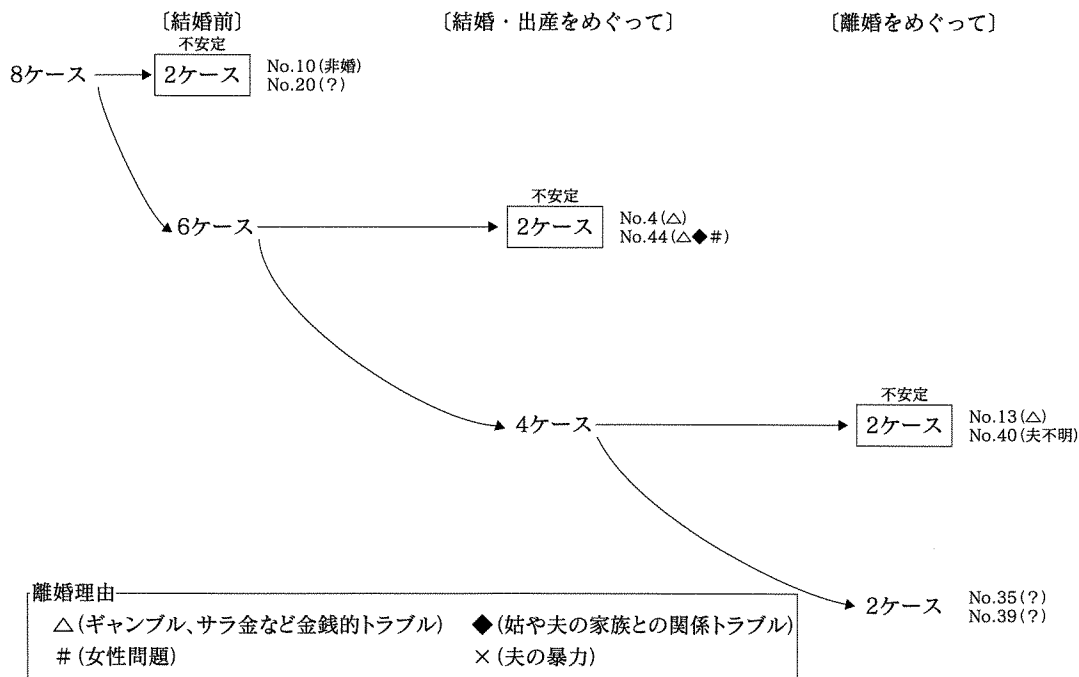 〔結婚前〕 〔結婚・出産をめぐって〕 〔離婚をめぐって〕
不安定
8ケース 2ケース No.10(非婚)
No.20(?)
不安定
6ケース 2ケース No.4(△)
No.44(△◆#)
不安定
4ケース 2ケース No.13(△)
No.40(夫不明)
2ケース No.35(?)
No.39(?)
離婚理由
△(ギャンブル、サラ金など金銭的トラブル) ◆(姑や夫の家族との関係トラブル)
#(女性問題) ×(夫の暴力)